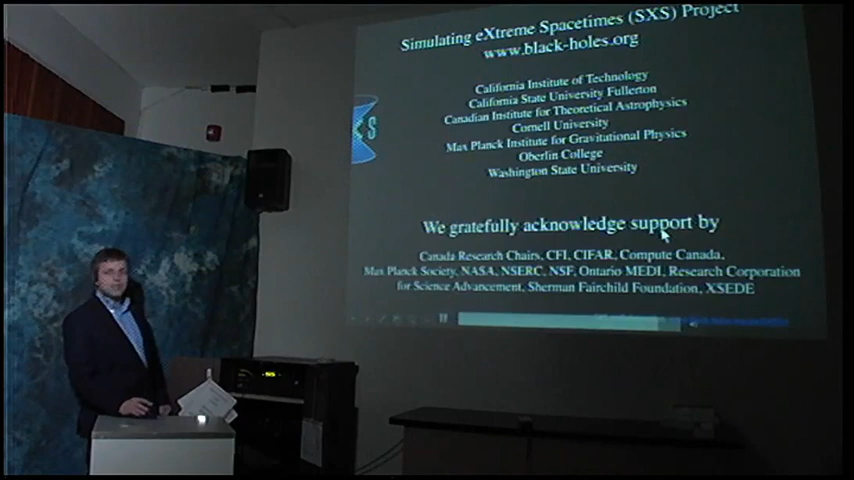 Simulating eXtreme Spacetimes (SXS) Project
www.black-holes.org
California Institute of Technology
California State University Fullerton
Canadian Institute for Theoretical Astrophysics
Cornell University
Max Planck Institute for Gravitational Physics
Oberlin College
Washington State University
We gratefully acknowledge support by
Canada Research Chairs, CFI, CIFAR, Compute Canada,
Max Planck Society, NASA, NSERC, NSF, Ontario MEDI, Research Corporation
for Science Advancement, Sherman Fairchild Foundation, XSEDE